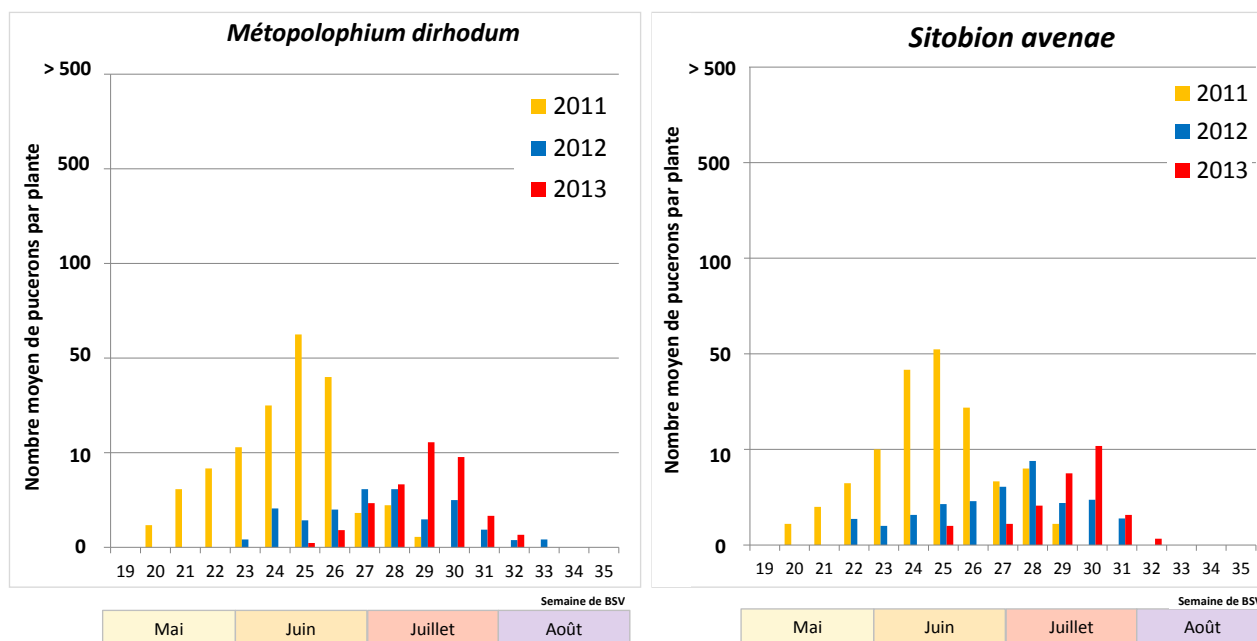 Métopolophium dirhodum
> 500
500
100
50
10
0
Nombre moyen de pucerons par plante
2011
2012
2013
19 20 21 22 23 24 25 26 27 28 29 30 31 32 33 34 35
Semaine de BSV
Mai Juin Juillet Août
Sitobion avenae
> 500
500
100
50
10
0
Nombre moyen de pucerons par plante
2011
2012
2013
19 20 21 22 23 24 25 26 27 28 29 30 31 32 33 34 35
Semaine de BSV
Mai Juin Juillet Août